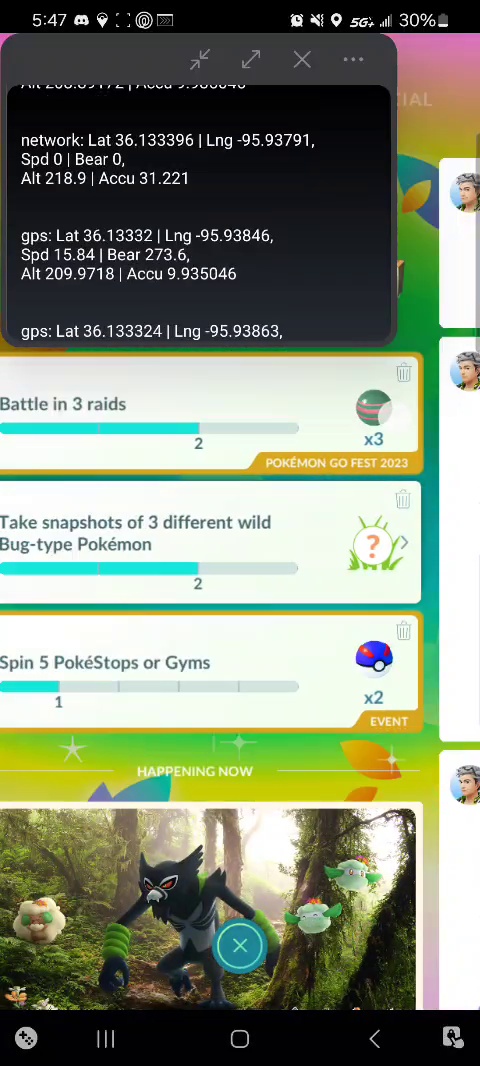 5:47
5G+
30%
network: Lat 36.133396 | Lng -95.93791,
Spd 0 | Bear 0,
Alt 218.9 | Accu 31.221
gps: Lat 36.13332 | Lng -95.93846,
Spd 15.84 | Bear 273.6,
Alt 209.9718 | Accu 9.935046
gps: Lat 36.133324 | Lng -95.93863,
Battle in 3 raids
2
x3
POKÉMON GO FEST 2023
Take snapshots of 3 different wild
Bug-type Pokémon
2
?
Spin 5 PokéStops or Gyms
1
x2
EVENT
HAPPENING NOW